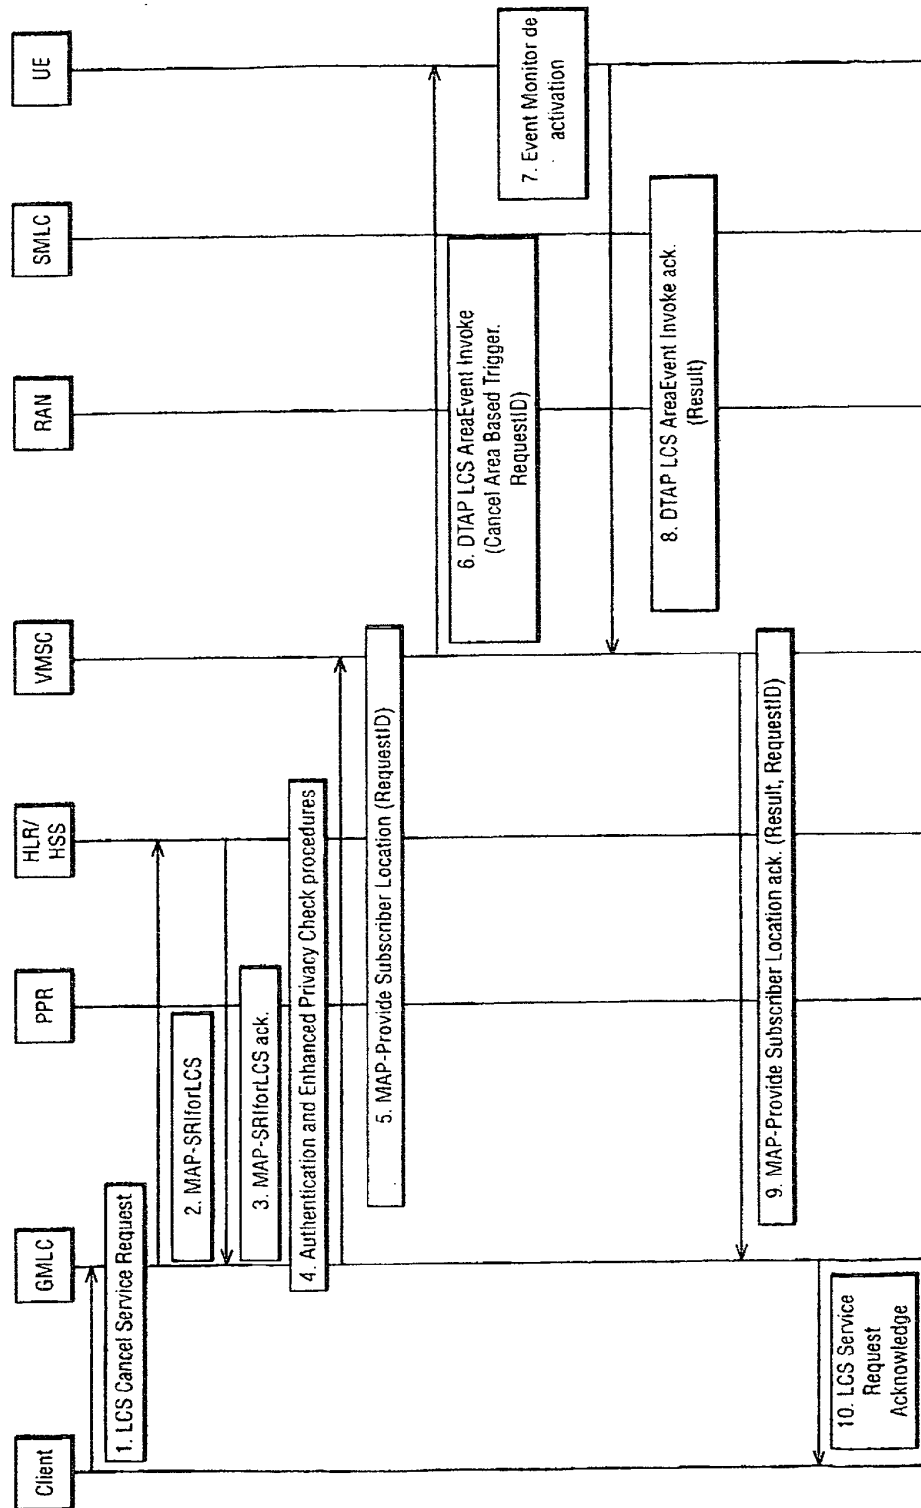 Client
GMLC
PPR
HLR/
HSS
VMSC
RAN
SMLC
UE
1. LCS Cancel Service Request
2. MAP-SRIforLCS
3. MAP-SRIforLCS ack.
4. Authentication and Enhanced Privacy Check procedures
5. MAP-Provide Subscriber Location (RequestID)
6. DTAP LCS AreaEvent Invoke
(Cancel Area Based Trigger.
RequestID)
7. Event Monitor de
activation
8. DTAP LCS AreaEvent Invoke ack.
(Result)
9. MAP-Provide Subscriber Location ack. (Result, RequestID)
10. LCS Service
Request
Acknowledge